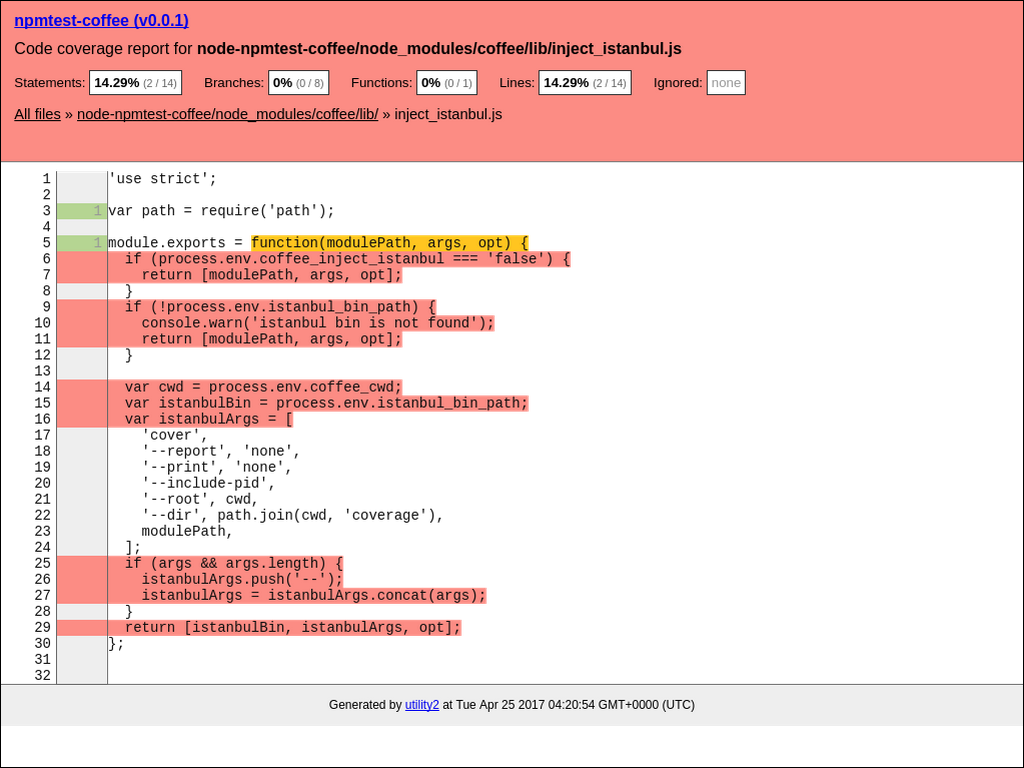 npmtest-coffee (v0.0.1)
Code coverage report for node-npmtest-coffee/node_modules/coffee/lib/inject_istanbul.js
Statements: 14.29% (2 / 14) Branches: 0% (0 / 8) Functions: 0% (0 / 1) Lines: 14.29% (2 / 14) Ignored: none
All files » node-npmtest-coffee/node_modules/coffee/lib/ » inject_istanbul.js
1 'use strict';
2
3 1 var path = require('path');
4
5 1 module.exports = function(modulePath, args, opt) {
6   if (process.env.coffee_inject_istanbul === 'false') {
7     return [modulePath, args, opt];
8   }
9   if (!process.env.istanbul_bin_path) {
10     console.warn('istanbul bin is not found');
11     return [modulePath, args, opt];
12   }
13
14   var cwd = process.env.coffee_cwd;
15   var istanbulBin = process.env.istanbul_bin_path;
16   var istanbulArgs = [
17     'cover',
18     '--report', 'none',
19     '--print', 'none',
20     '--include-pid',
21     '--root', cwd,
22     '--dir', path.join(cwd, 'coverage'),
23     modulePath,
24   ];
25   if (args && args.length) {
26     istanbulArgs.push('--');
27     istanbulArgs = istanbulArgs.concat(args);
28   }
29   return [istanbulBin, istanbulArgs, opt];
30 };
31
32
Generated by utility2 at Tue Apr 25 2017 04:20:54 GMT+0000 (UTC)